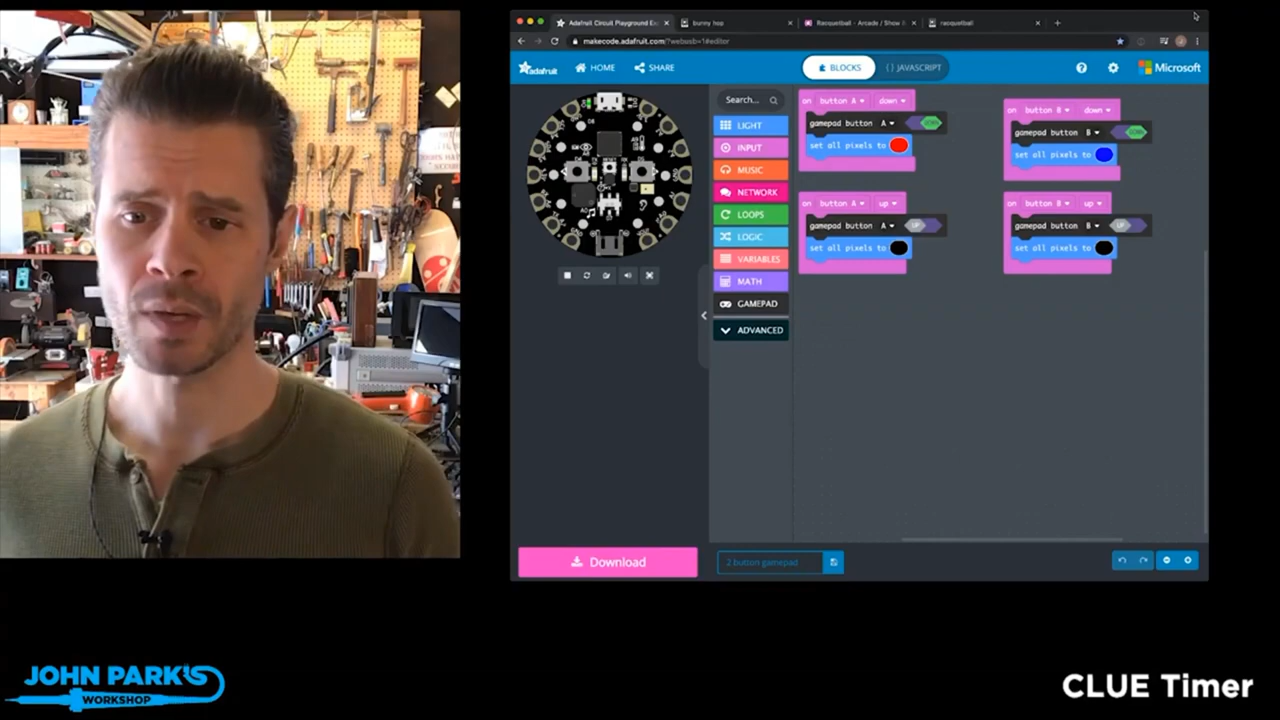 Adafruit Circuit Playground Ex
bunny hop
Racquetball - Arcade / Show
racquetball
makecode.adafruit.com/?webusb=1#editor
adafruit
HOME
SHARE
BLOCKS
{ } JAVASCRIPT
Microsoft
Search...
LIGHT
INPUT
MUSIC
NETWORK
LOOPS
LOGIC
VARIABLES
MATH
GAMEPAD
ADVANCED
on button A down
gamepad button A
set all pixels to
on button B down
gamepad button B
set all pixels to
on button A up
gamepad button A UP
set all pixels to
on button B up
gamepad button B UP
set all pixels to
Download
2 button gamepad
JOHN PARK'S
WORKSHOP
CLUE Timer